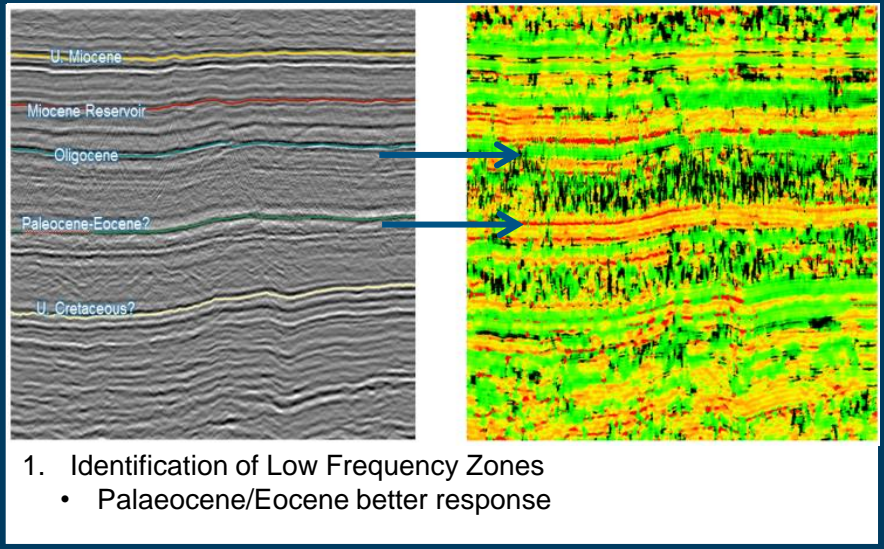 U. Miocene
Miocene Reservoir
Oligocene
Paleocene-Eocene?
U. Cretaceous?
1. Identification of Low Frequency Zones
• Palaeocene/Eocene better response